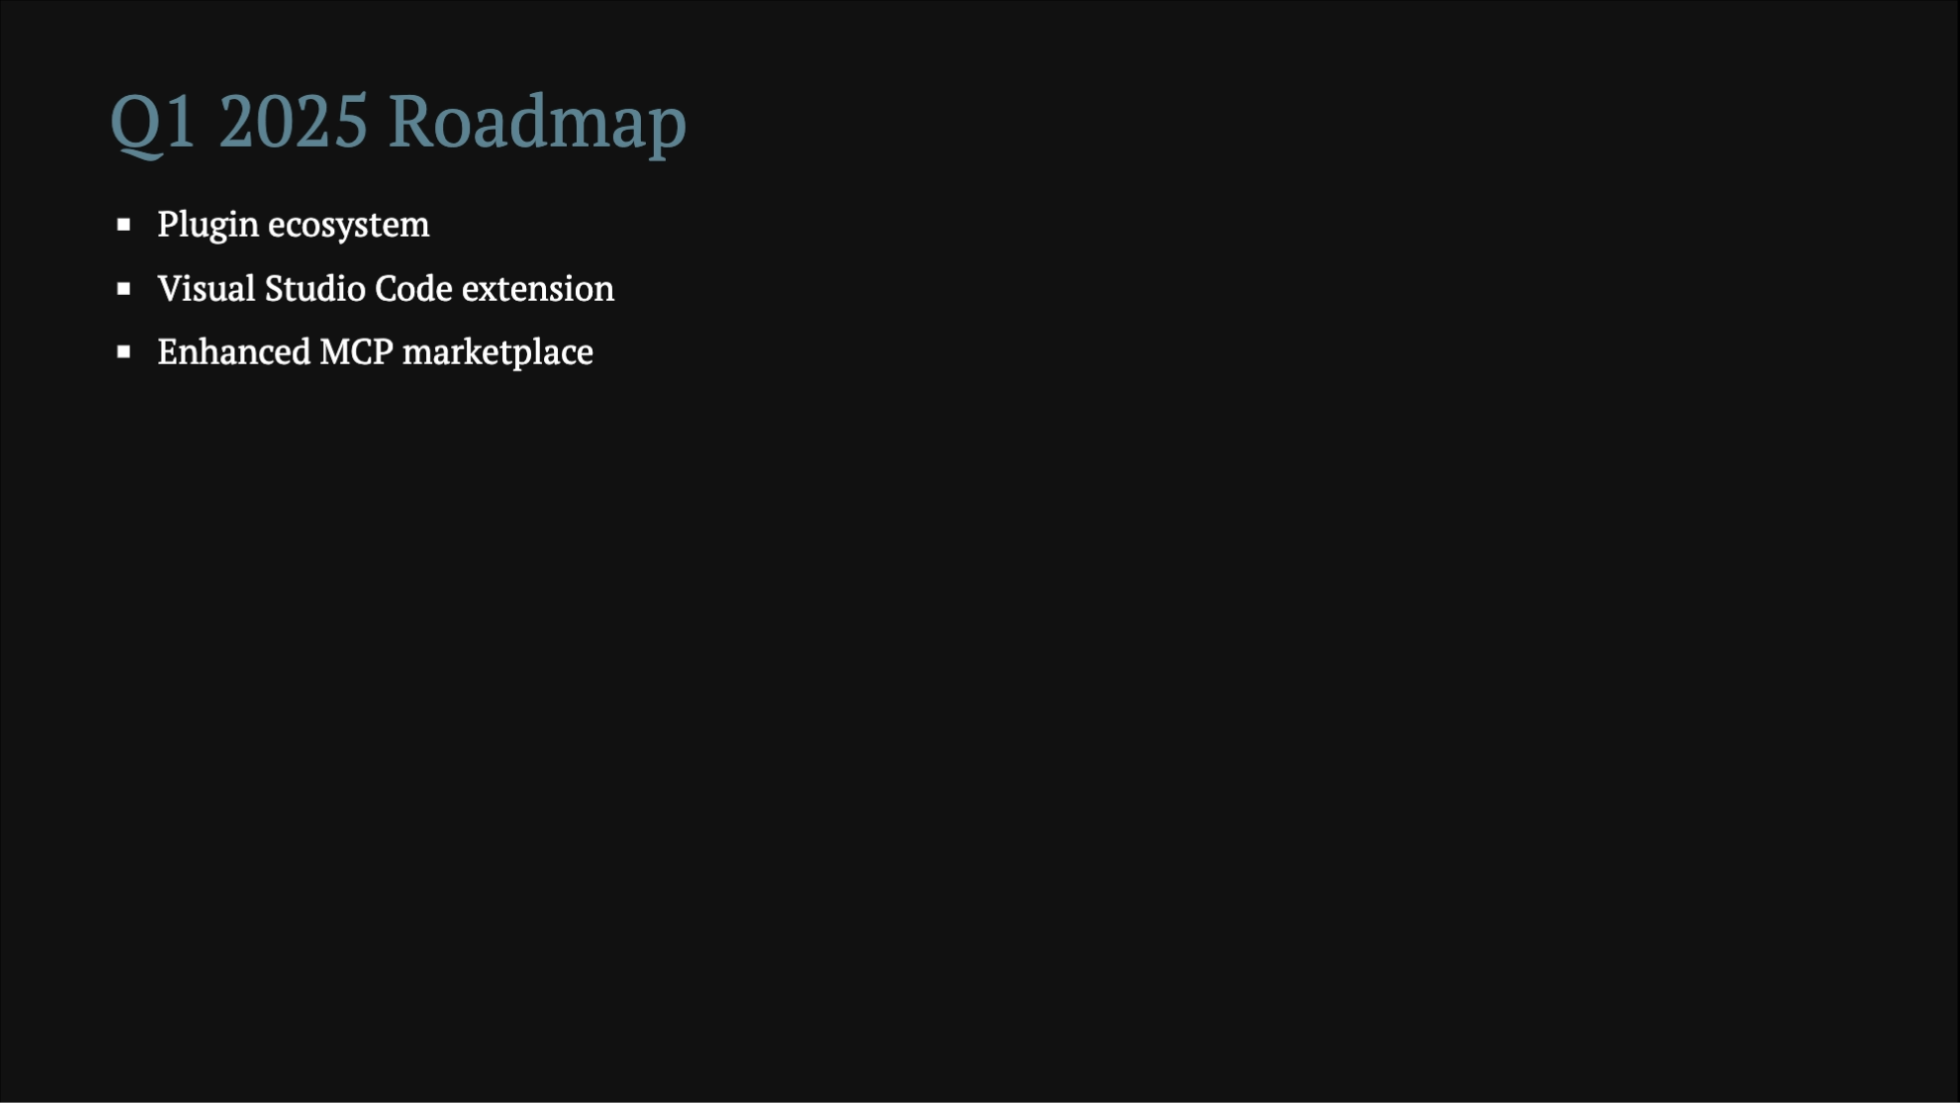 Q1 2025 Roadmap
▪ Plugin ecosystem
▪ Visual Studio Code extension
▪ Enhanced MCP marketplace